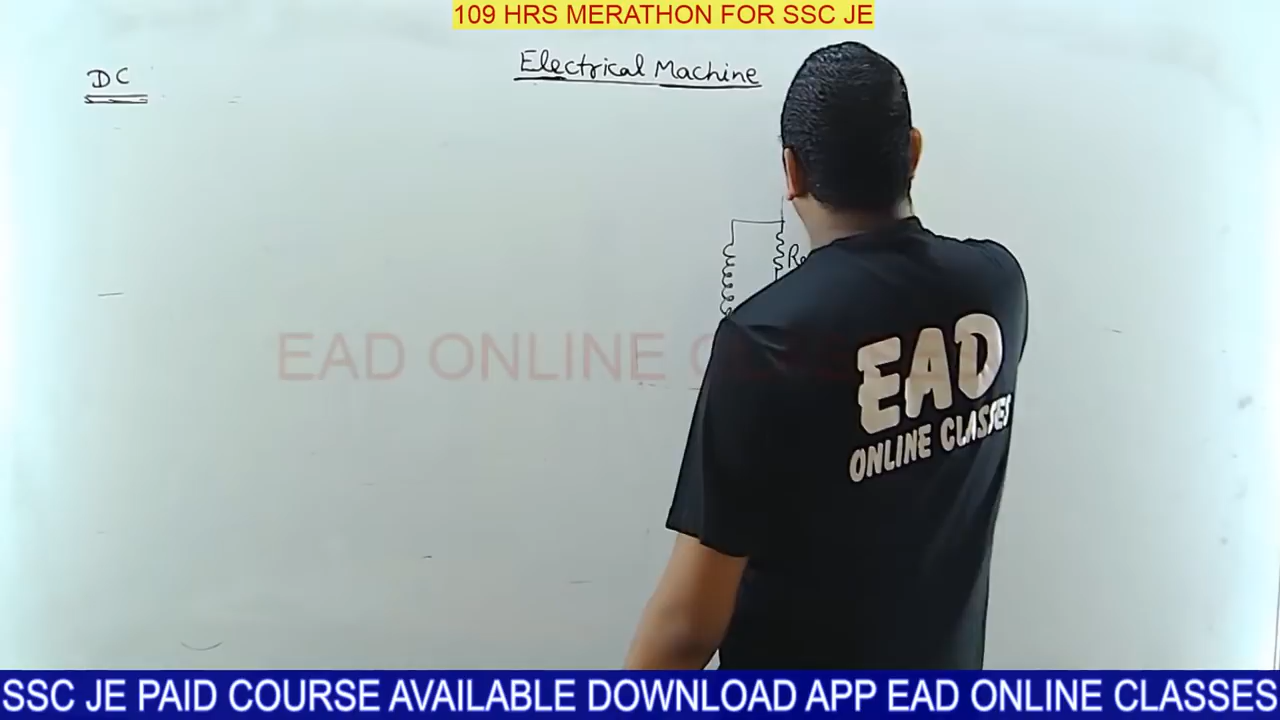 109 HRS MERATHON FOR SSC JE
Electrical Machine
DC
EAD ONLINE
EAD
ONLINE CLASSES
SSC JE PAID COURSE AVAILABLE DOWNLOAD APP EAD ONLINE CLASSES